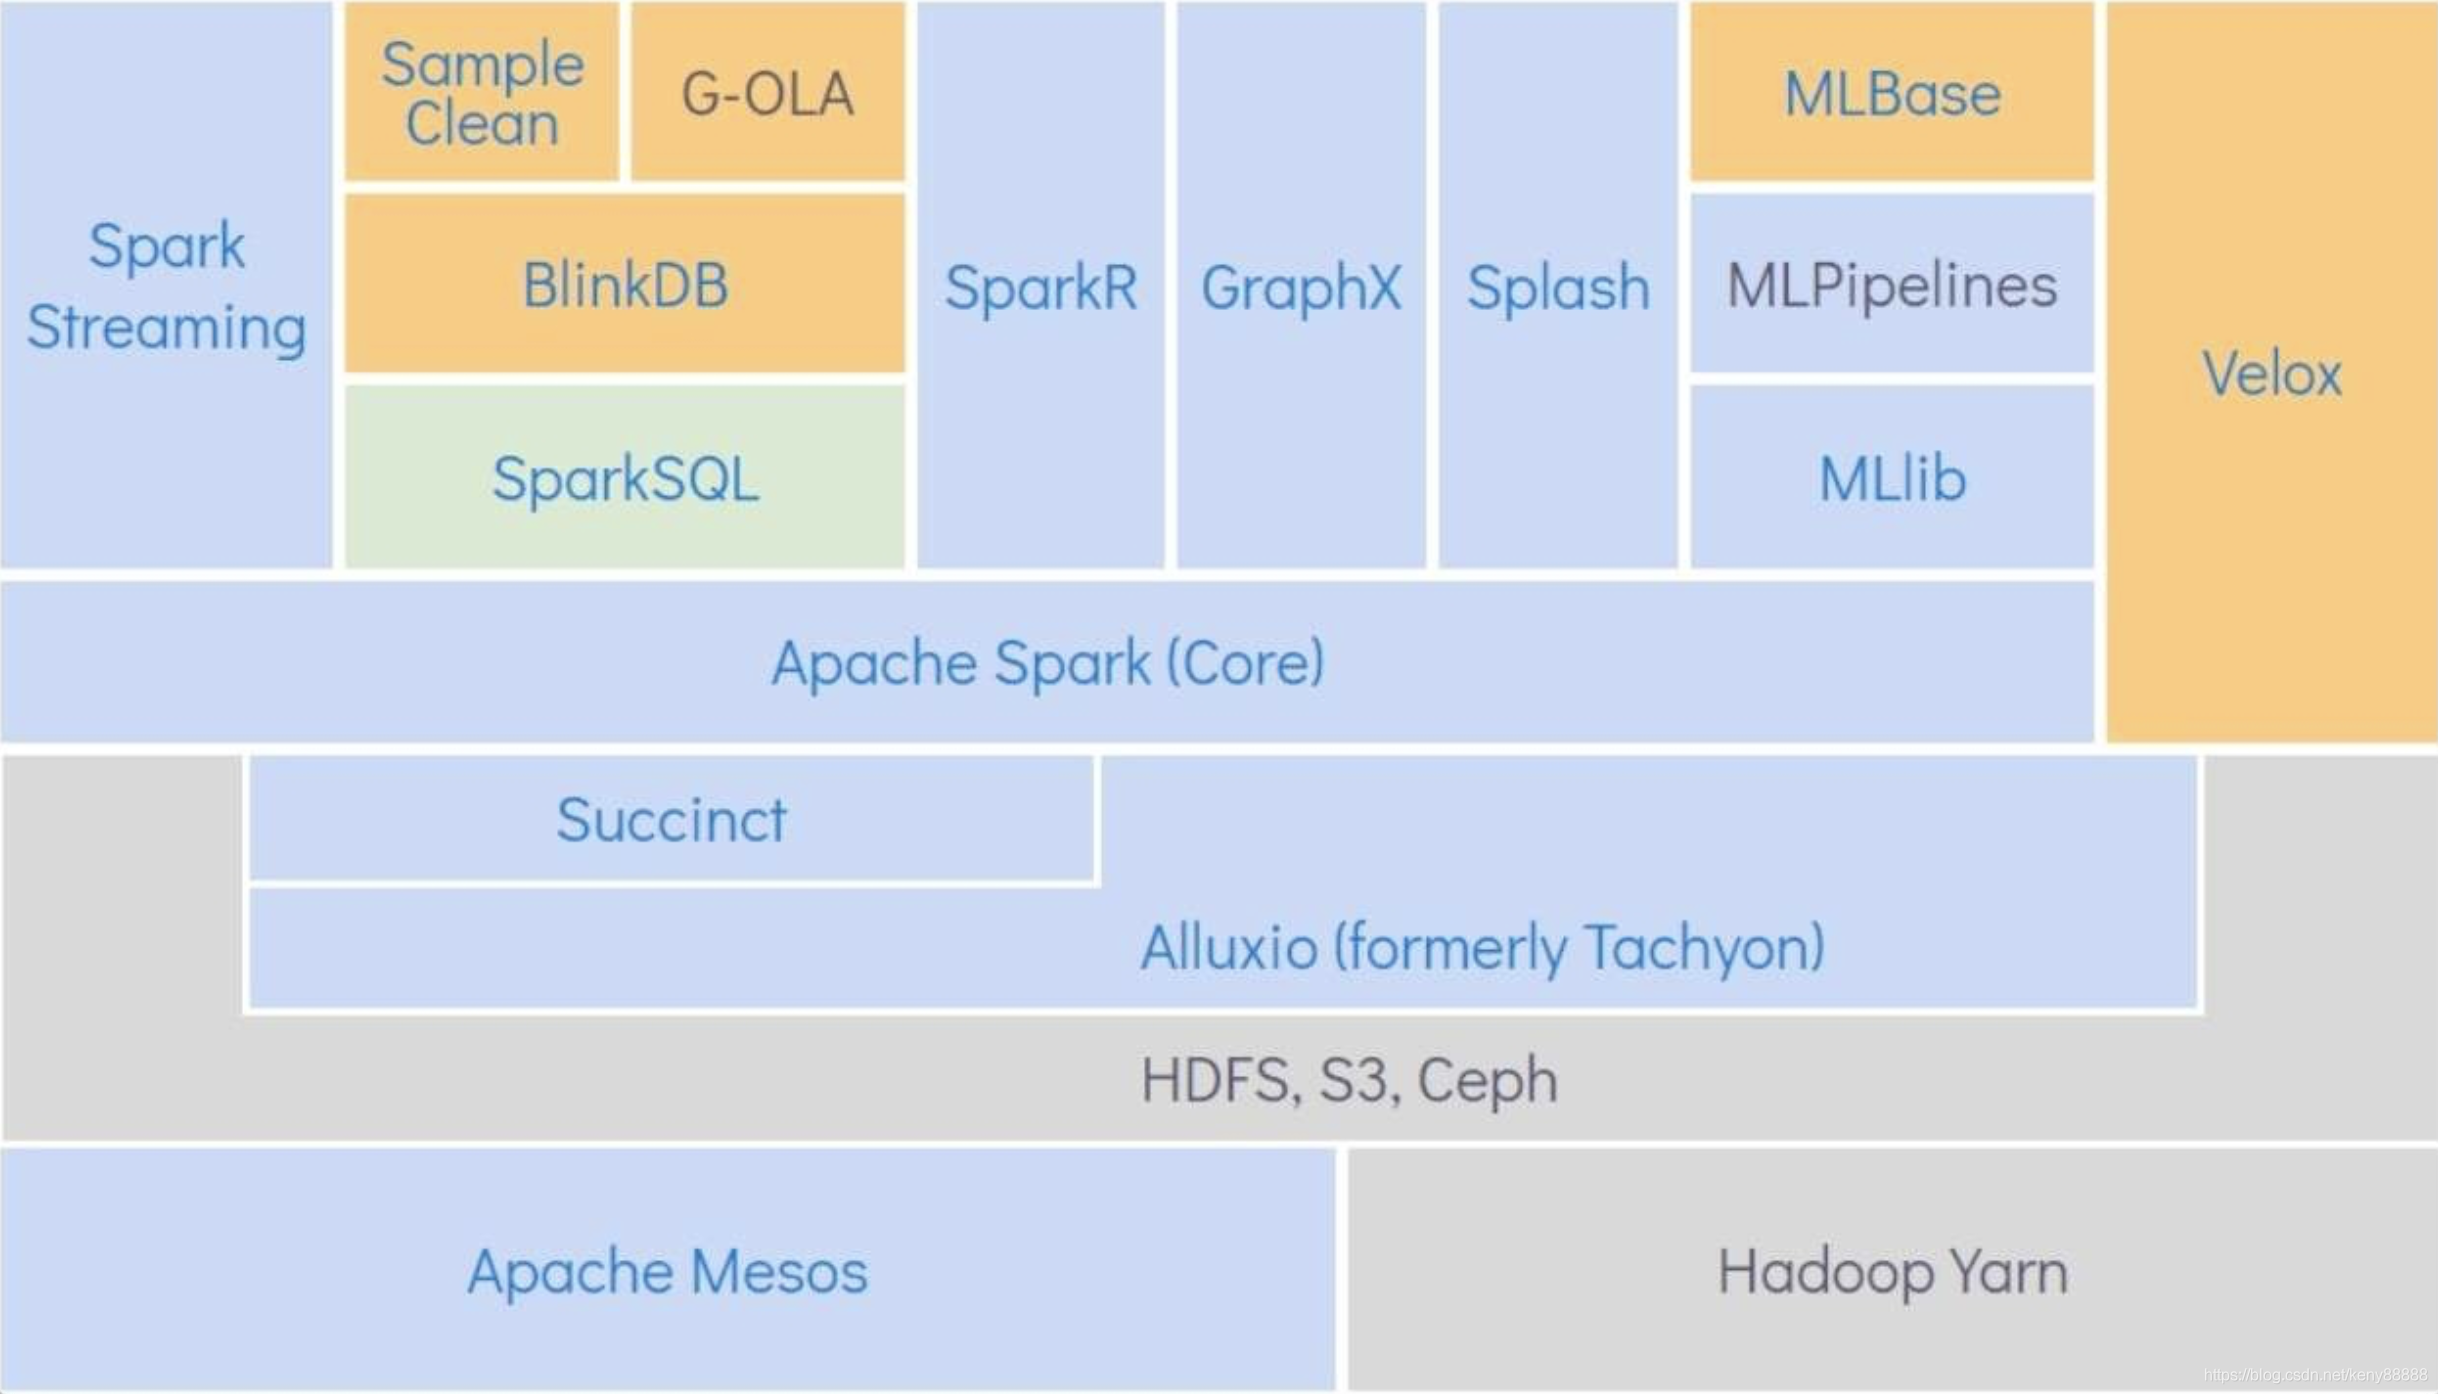 Sample
Clean
G-OLA
MLBase
Spark
Streaming
BlinkDB
SparkR
GraphX
Splash
MLPipelines
Velox
SparkSQL
MLlib
Apache Spark (Core)
Succinct
Alluxio (formerly Tachyon)
HDFS, S3, Ceph
Apache Mesos
Hadoop Yarn
https://blog.csdn.net/keny88888